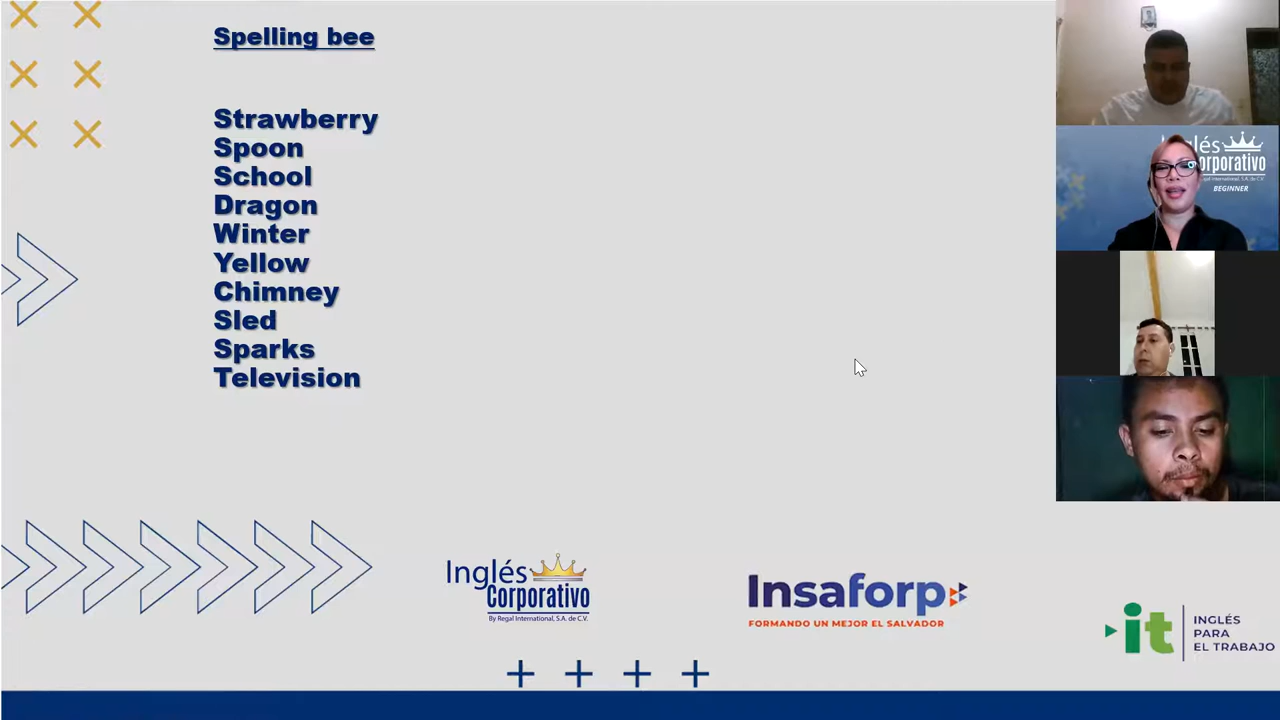 Spelling bee
Strawberry
Spoon
School
Dragon
Winter
Yellow
Chimney
Sled
Sparks
Television
Inglés
Corporativo
By Regal International, S.A. de C.V.
Insaforp
FORMANDO UN MEJOR EL SALVADOR
it
INGLÉS
PARA
EL TRABAJO
BEGINNER